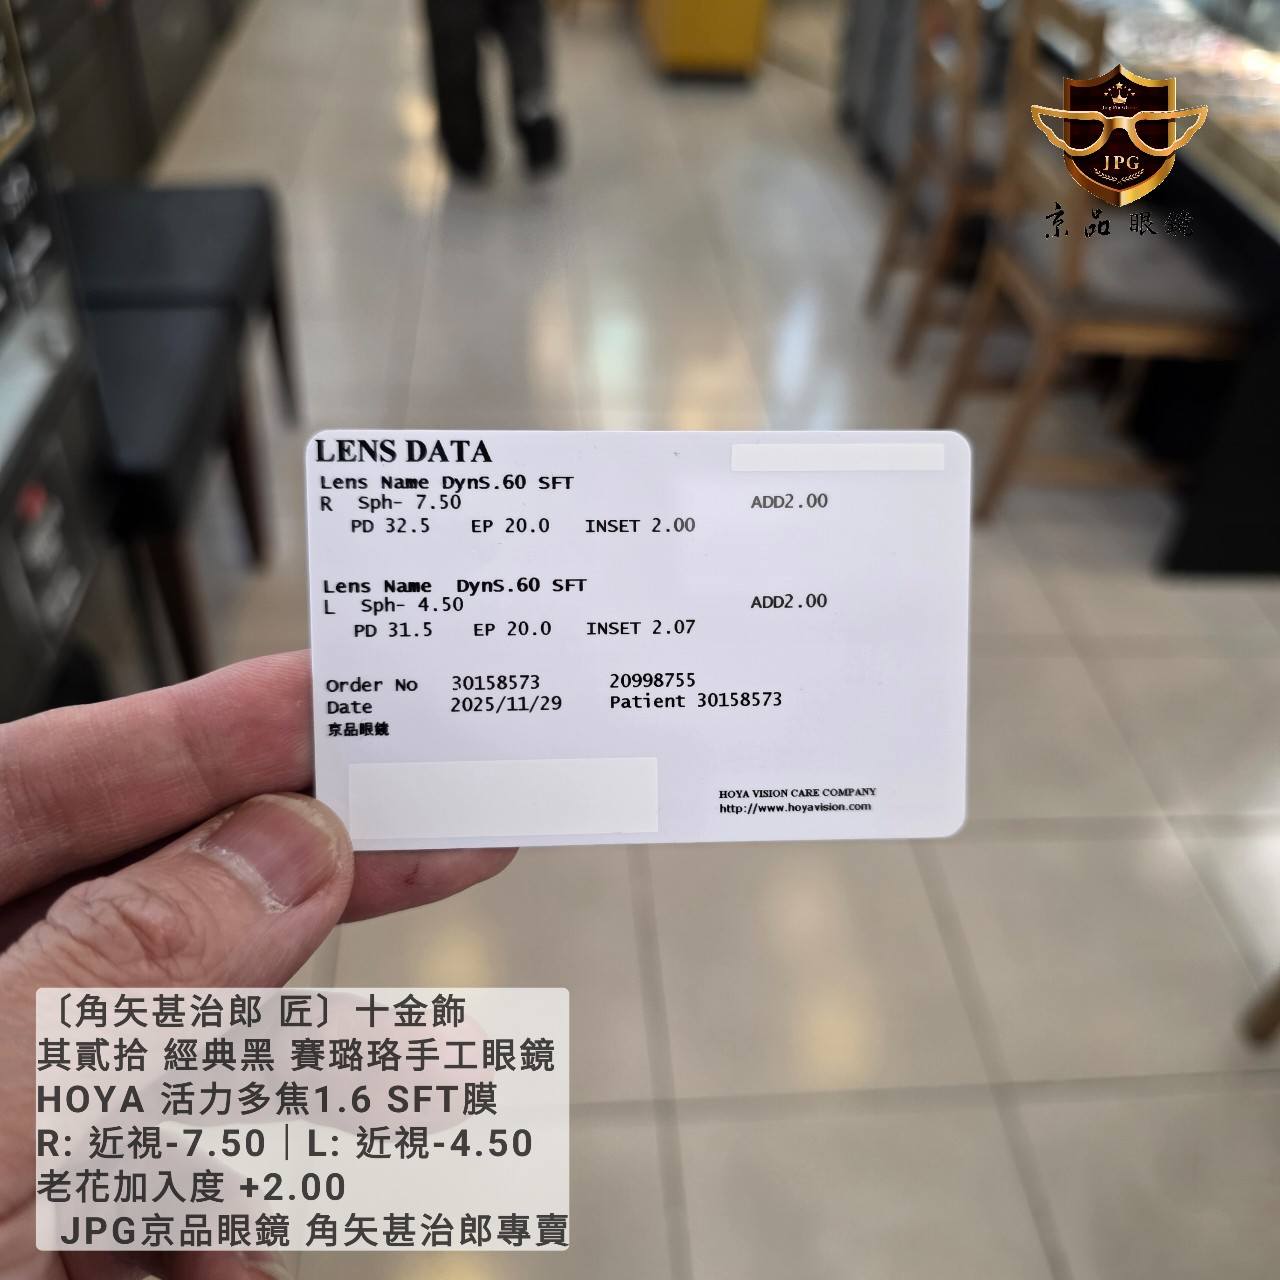 JPG
京品眼鏡
LENS DATA
Lens Name DynS.60 SFT
R Sph- 7.50 ADD2.00
PD 32.5 EP 20.0 INSET 2.00
Lens Name DynS.60 SFT
L Sph- 4.50 ADD2.00
PD 31.5 EP 20.0 INSET 2.07
Order No 30158573 20998755
Date 2025/11/29 Patient 30158573
京品眼鏡
HOYA VISION CARE COMPANY
http://www.hoyavision.com
〔角矢甚治郎 匠〕十金飾
其貳拾 經典黑 賽璐珞手工眼鏡
HOYA 活力多焦1.6 SFT膜
R: 近視-7.50｜L: 近視-4.50
老花加入度 +2.00
JPG京品眼鏡 角矢甚治郎專賣